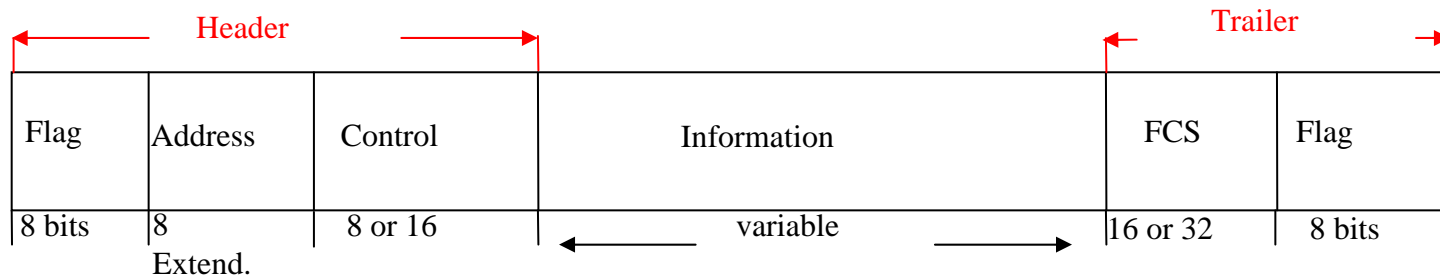 Header
Trailer
Flag Address Control Information FCS Flag
8 bits 8 8 or 16 variable 16 or 32 8 bits
Extend.